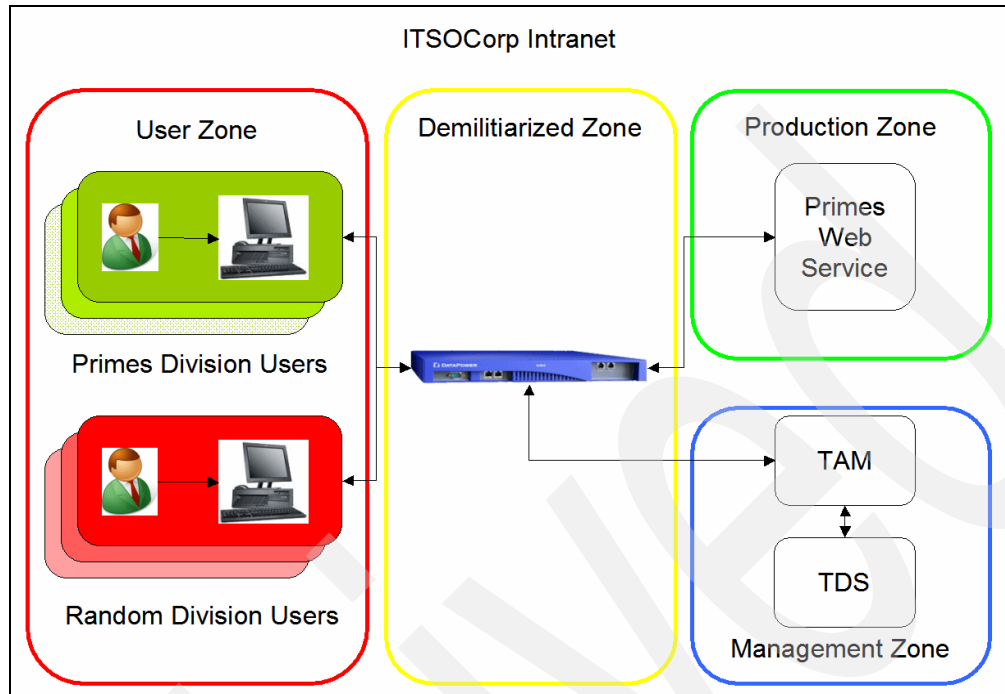 ITSOCorp Intranet
User Zone
Primes Division Users
Random Division Users
Demilitiarized Zone
DATAPOWER
Production Zone
Primes
Web
Service
TAM
TDS
Management Zone